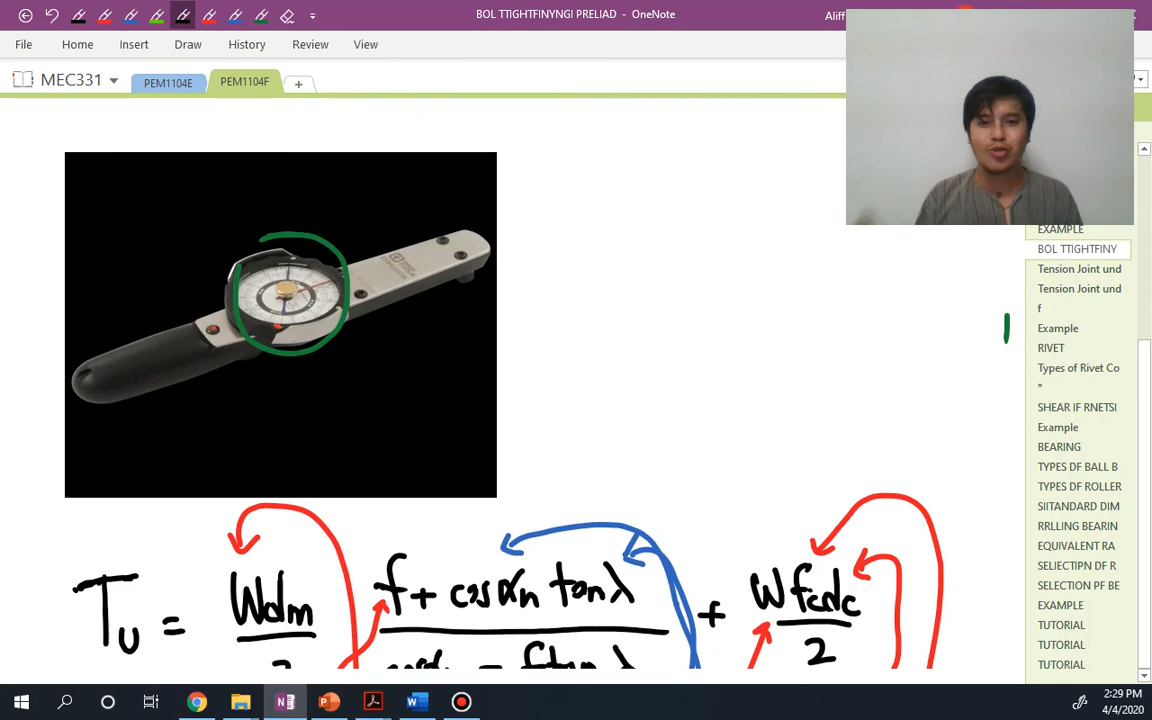 BOL TTIGHTFINYNGI PRELIAD - OneNote
Aliff
File Home Insert Draw History Review View
MEC331 PEM1104E PEM1104F
EXAMPLE
BOL TTIGHTFINY
Tension Joint und
Tension Joint und
f
Example
RIVET
Types of Rivet Co
*
SHEAR IF RNETSI
Example
BEARING
TYPES DF BALL B
TYPES DF ROLLER
SIITANDARD DIM
RRLLING BEARIN
EQUIVALENT RA
SELIECTIPN DF R
SELECTION PF BE
EXAMPLE
TUTORIAL
TUTORIAL
TUTORIAL
Tu = Wdm f + cosαn tanλ + Wfcdc
2
2:29 PM
4/4/2020